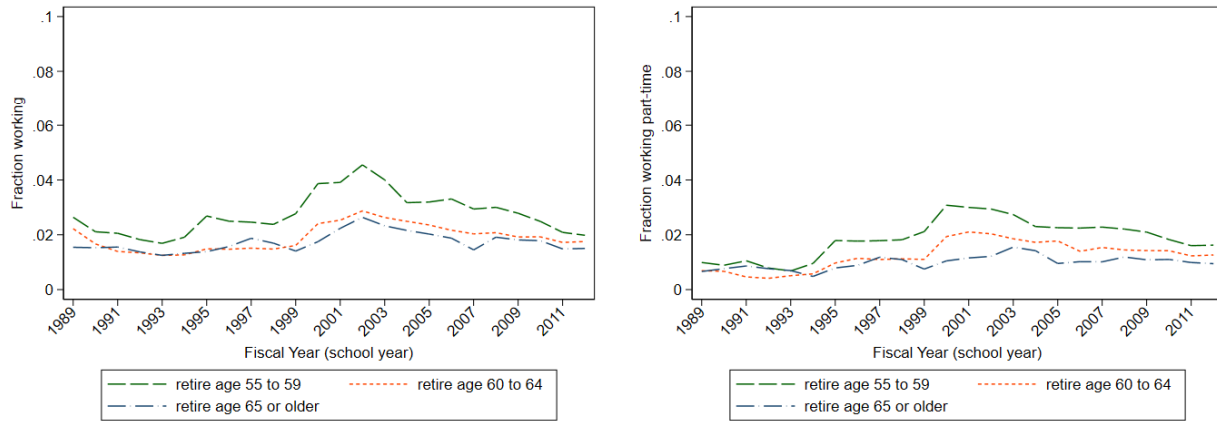 Fraction working
.1
.08
.06
.04
.02
0
1989 1991 1993 1995 1997 1999 2001 2003 2005 2007 2009 2011
Fiscal Year (school year)
retire age 55 to 59 retire age 60 to 64
retire age 65 or older
Fraction working part-time
.1
.08
.06
.04
.02
0
1989 1991 1993 1995 1997 1999 2001 2003 2005 2007 2009 2011
Fiscal Year (school year)
retire age 55 to 59 retire age 60 to 64
retire age 65 or older